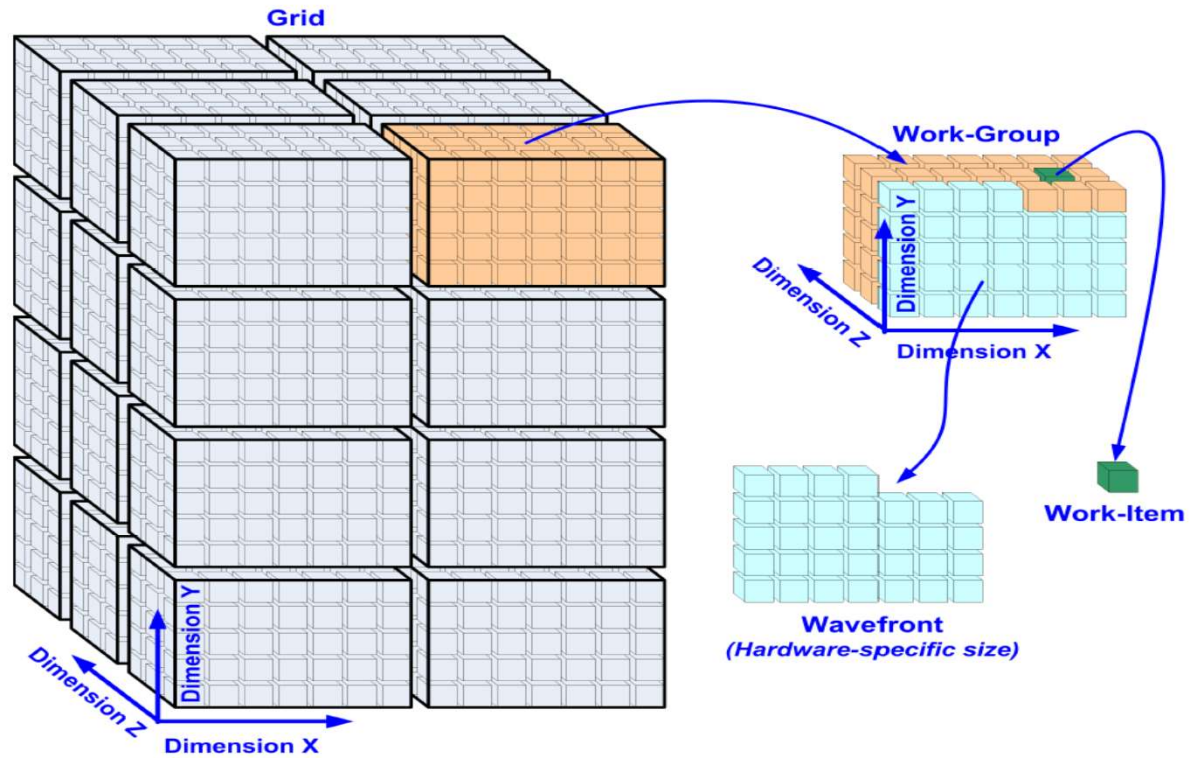 Grid
Work-Group
Dimension Y
Dimension Z
Dimension X
Work-Item
Wavefront
(Hardware-specific size)
Dimension Y
Dimension Z
Dimension X